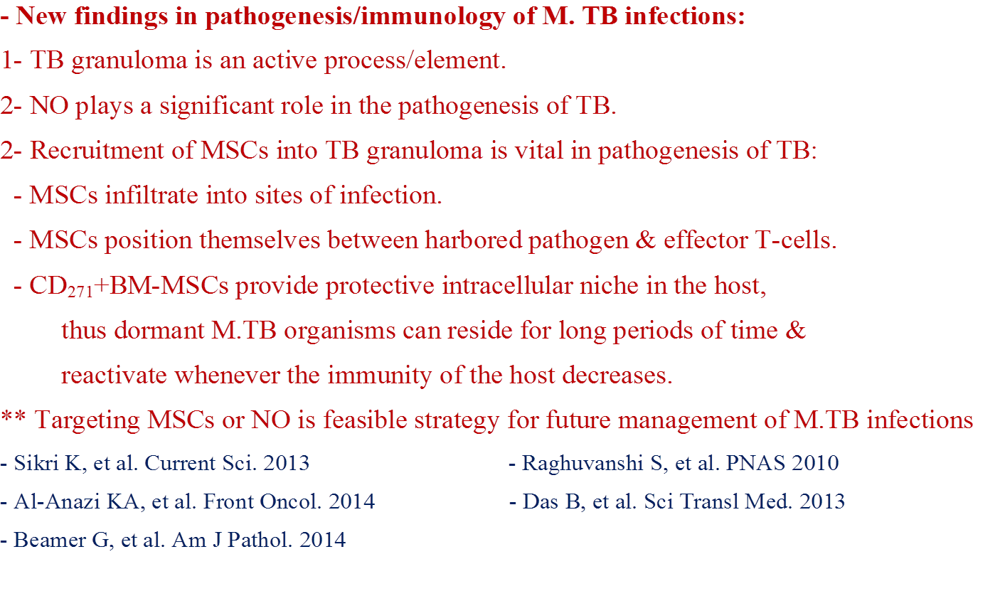 - New findings in pathogenesis/immunology of M. TB infections:
1- TB granuloma is an active process/element.
2- NO plays a significant role in the pathogenesis of TB.
2- Recruitment of MSCs into TB granuloma is vital in pathogenesis of TB:
- MSCs infiltrate into sites of infection.
- MSCs position themselves between harbored pathogen & effector T-cells.
- CD271+BM-MSCs provide protective intracellular niche in the host,
thus dormant M.TB organisms can reside for long periods of time &
reactivate whenever the immunity of the host decreases.
** Targeting MSCs or NO is feasible strategy for future management of M.TB infections
- Sikri K, et al. Current Sci. 2013 - Raghuvanshi S, et al. PNAS 2010
- Al-Anazi KA, et al. Front Oncol. 2014 - Das B, et al. Sci Transl Med. 2013
- Beamer G, et al. Am J Pathol. 2014